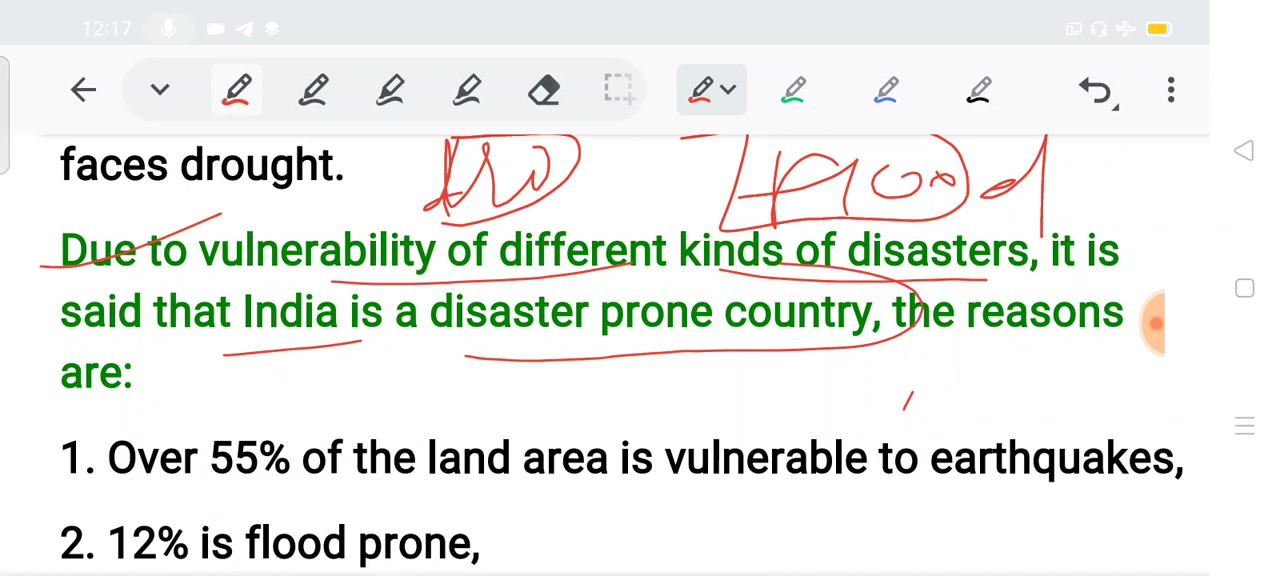 12:17
faces drought.
Flood
Due to vulnerability of different kinds of disasters, it is
said that India is a disaster prone country, the reasons
are:
1. Over 55% of the land area is vulnerable to earthquakes,
2. 12% is flood prone,